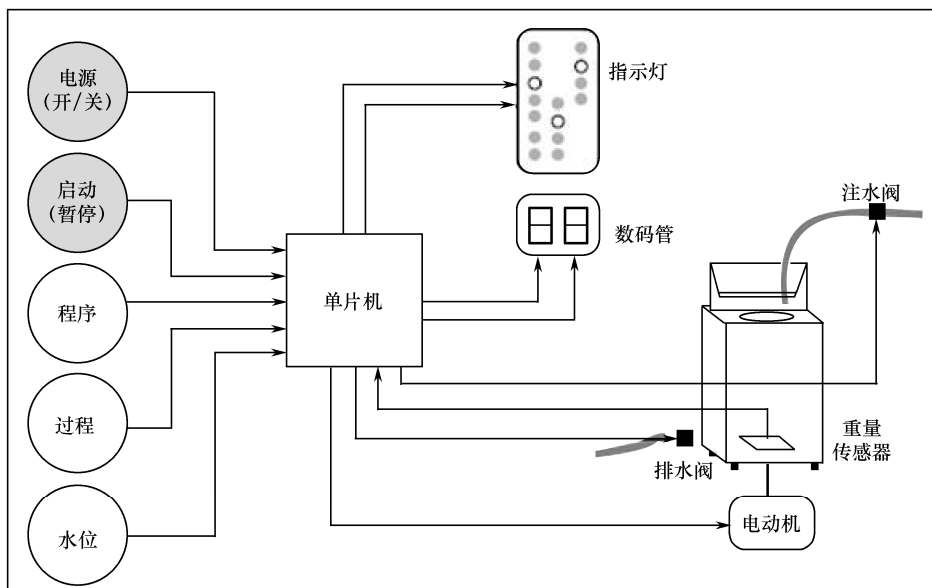 电源
(开/关)
启动
(暂停)
程序
过程
水位
单片机
指示灯
数码管
注水阀
重量
传感器
排水阀
电动机